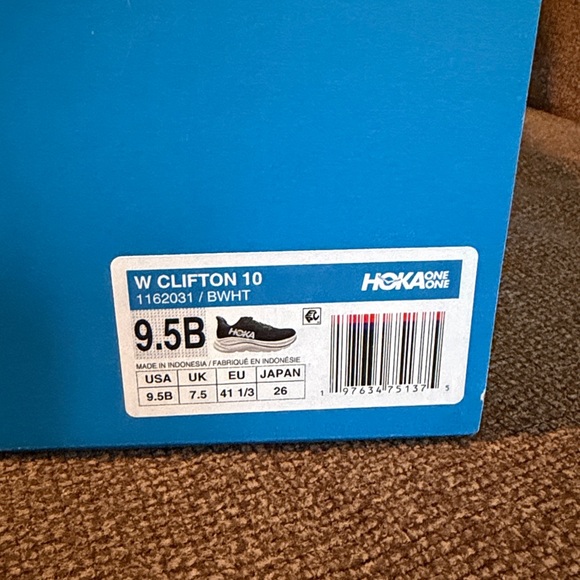 W CLIFTON 10
HOKA ONE ONE
1162031 / BWHT
9.5B
HOKA
MADE IN INDONESIA / FABRIQUÉ EN INDONÉSIE
USA UK EU JAPAN
9.5B 7.5 41 1/3 26
1 97634 75137 5